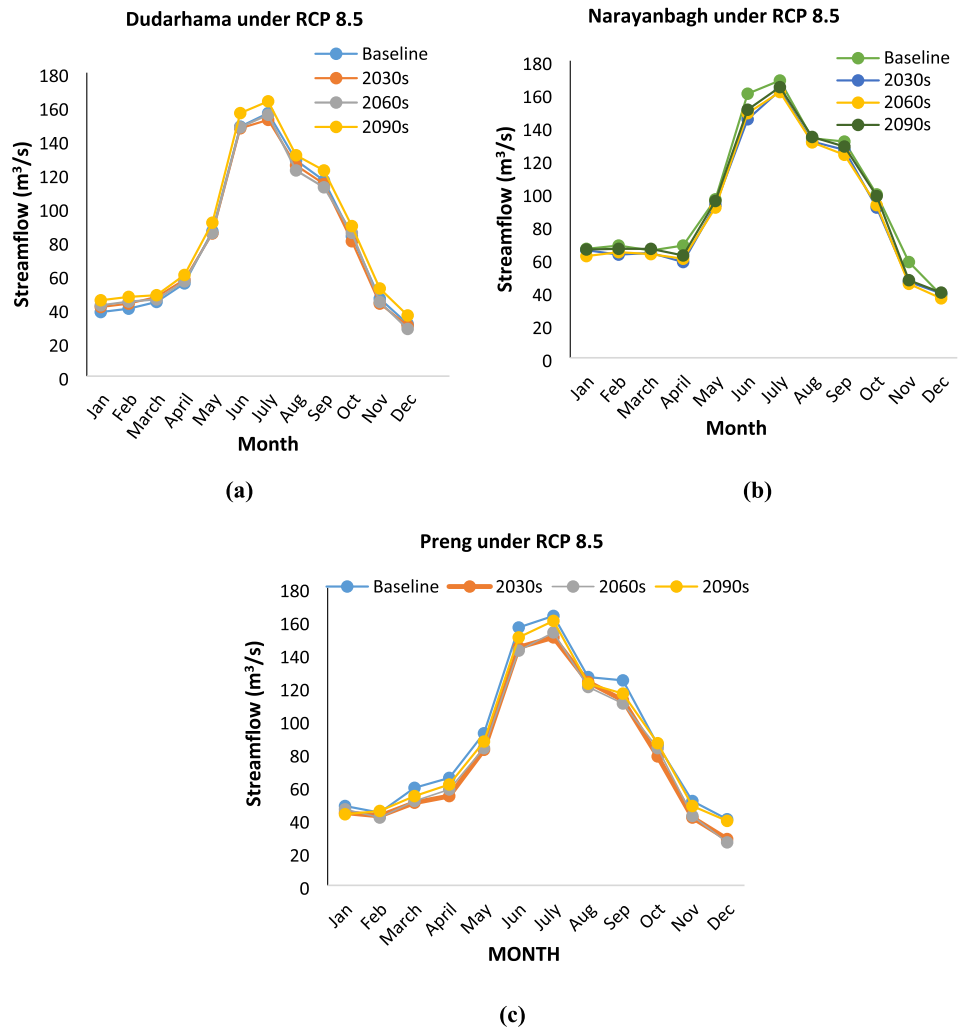 Dudarhama under RCP 8.5
Baseline
2030s
2060s
2090s
180
160
140
120
100
80
60
40
20
0
Streamflow (m³/s)
Jan Feb March April May Jun July Aug Sep Oct Nov Dec
Month
(a)
Narayanbagh under RCP 8.5
Baseline
2030s
2060s
2090s
180
160
140
120
100
80
60
40
20
0
Streamflow (m³/s)
Jan Feb March April May Jun July Aug Sep Oct Nov Dec
Month
(b)
Preng under RCP 8.5
Baseline 2030s 2060s 2090s
180
160
140
120
100
80
60
40
20
0
Streamflow (m³/s)
Jan Feb March April May Jun July Aug Sep Oct Nov Dec
MONTH
(c)